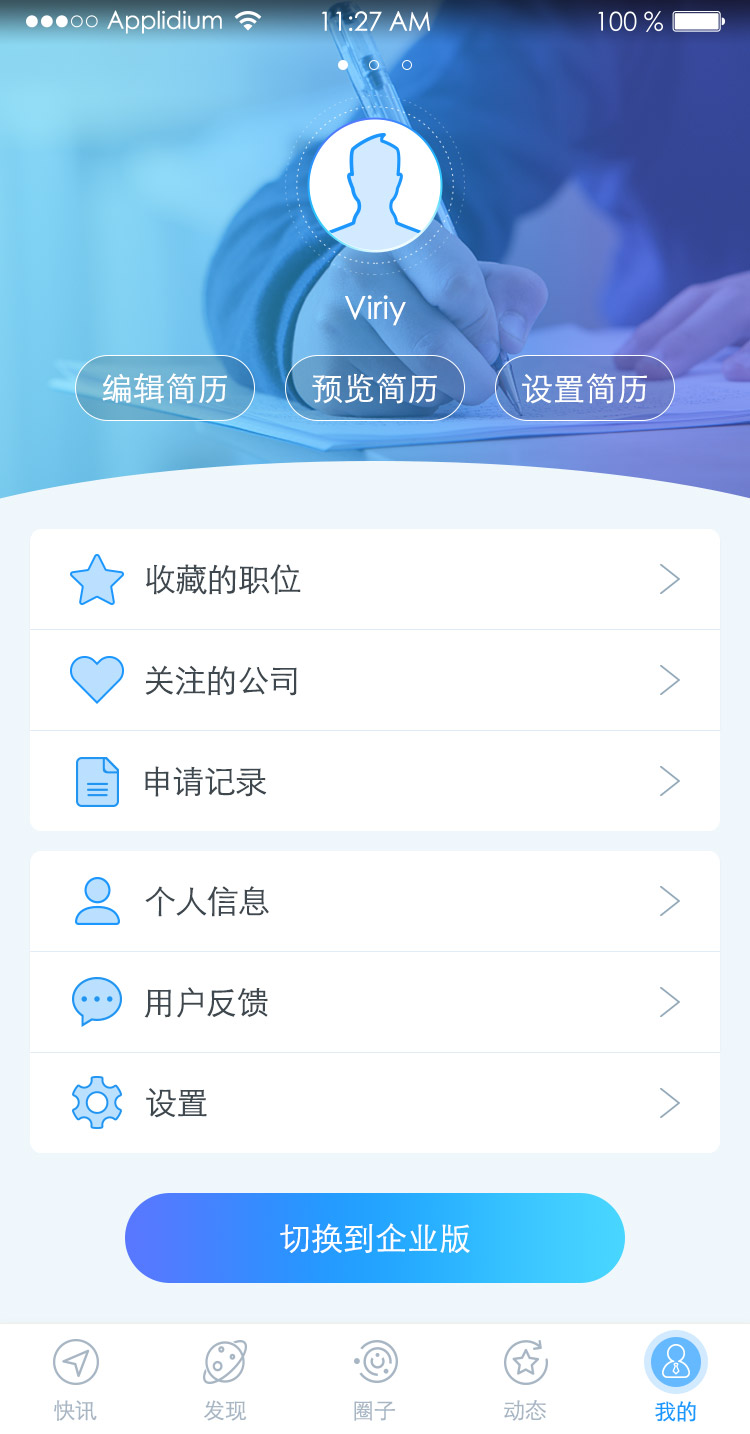 Applidium 11:27 AM 100 %
Viriy
编辑简历 预览简历 设置简历
收藏的职位
关注的公司
申请记录
个人信息
用户反馈
设置
切换到企业版
快讯 发现 圈子 动态 我的